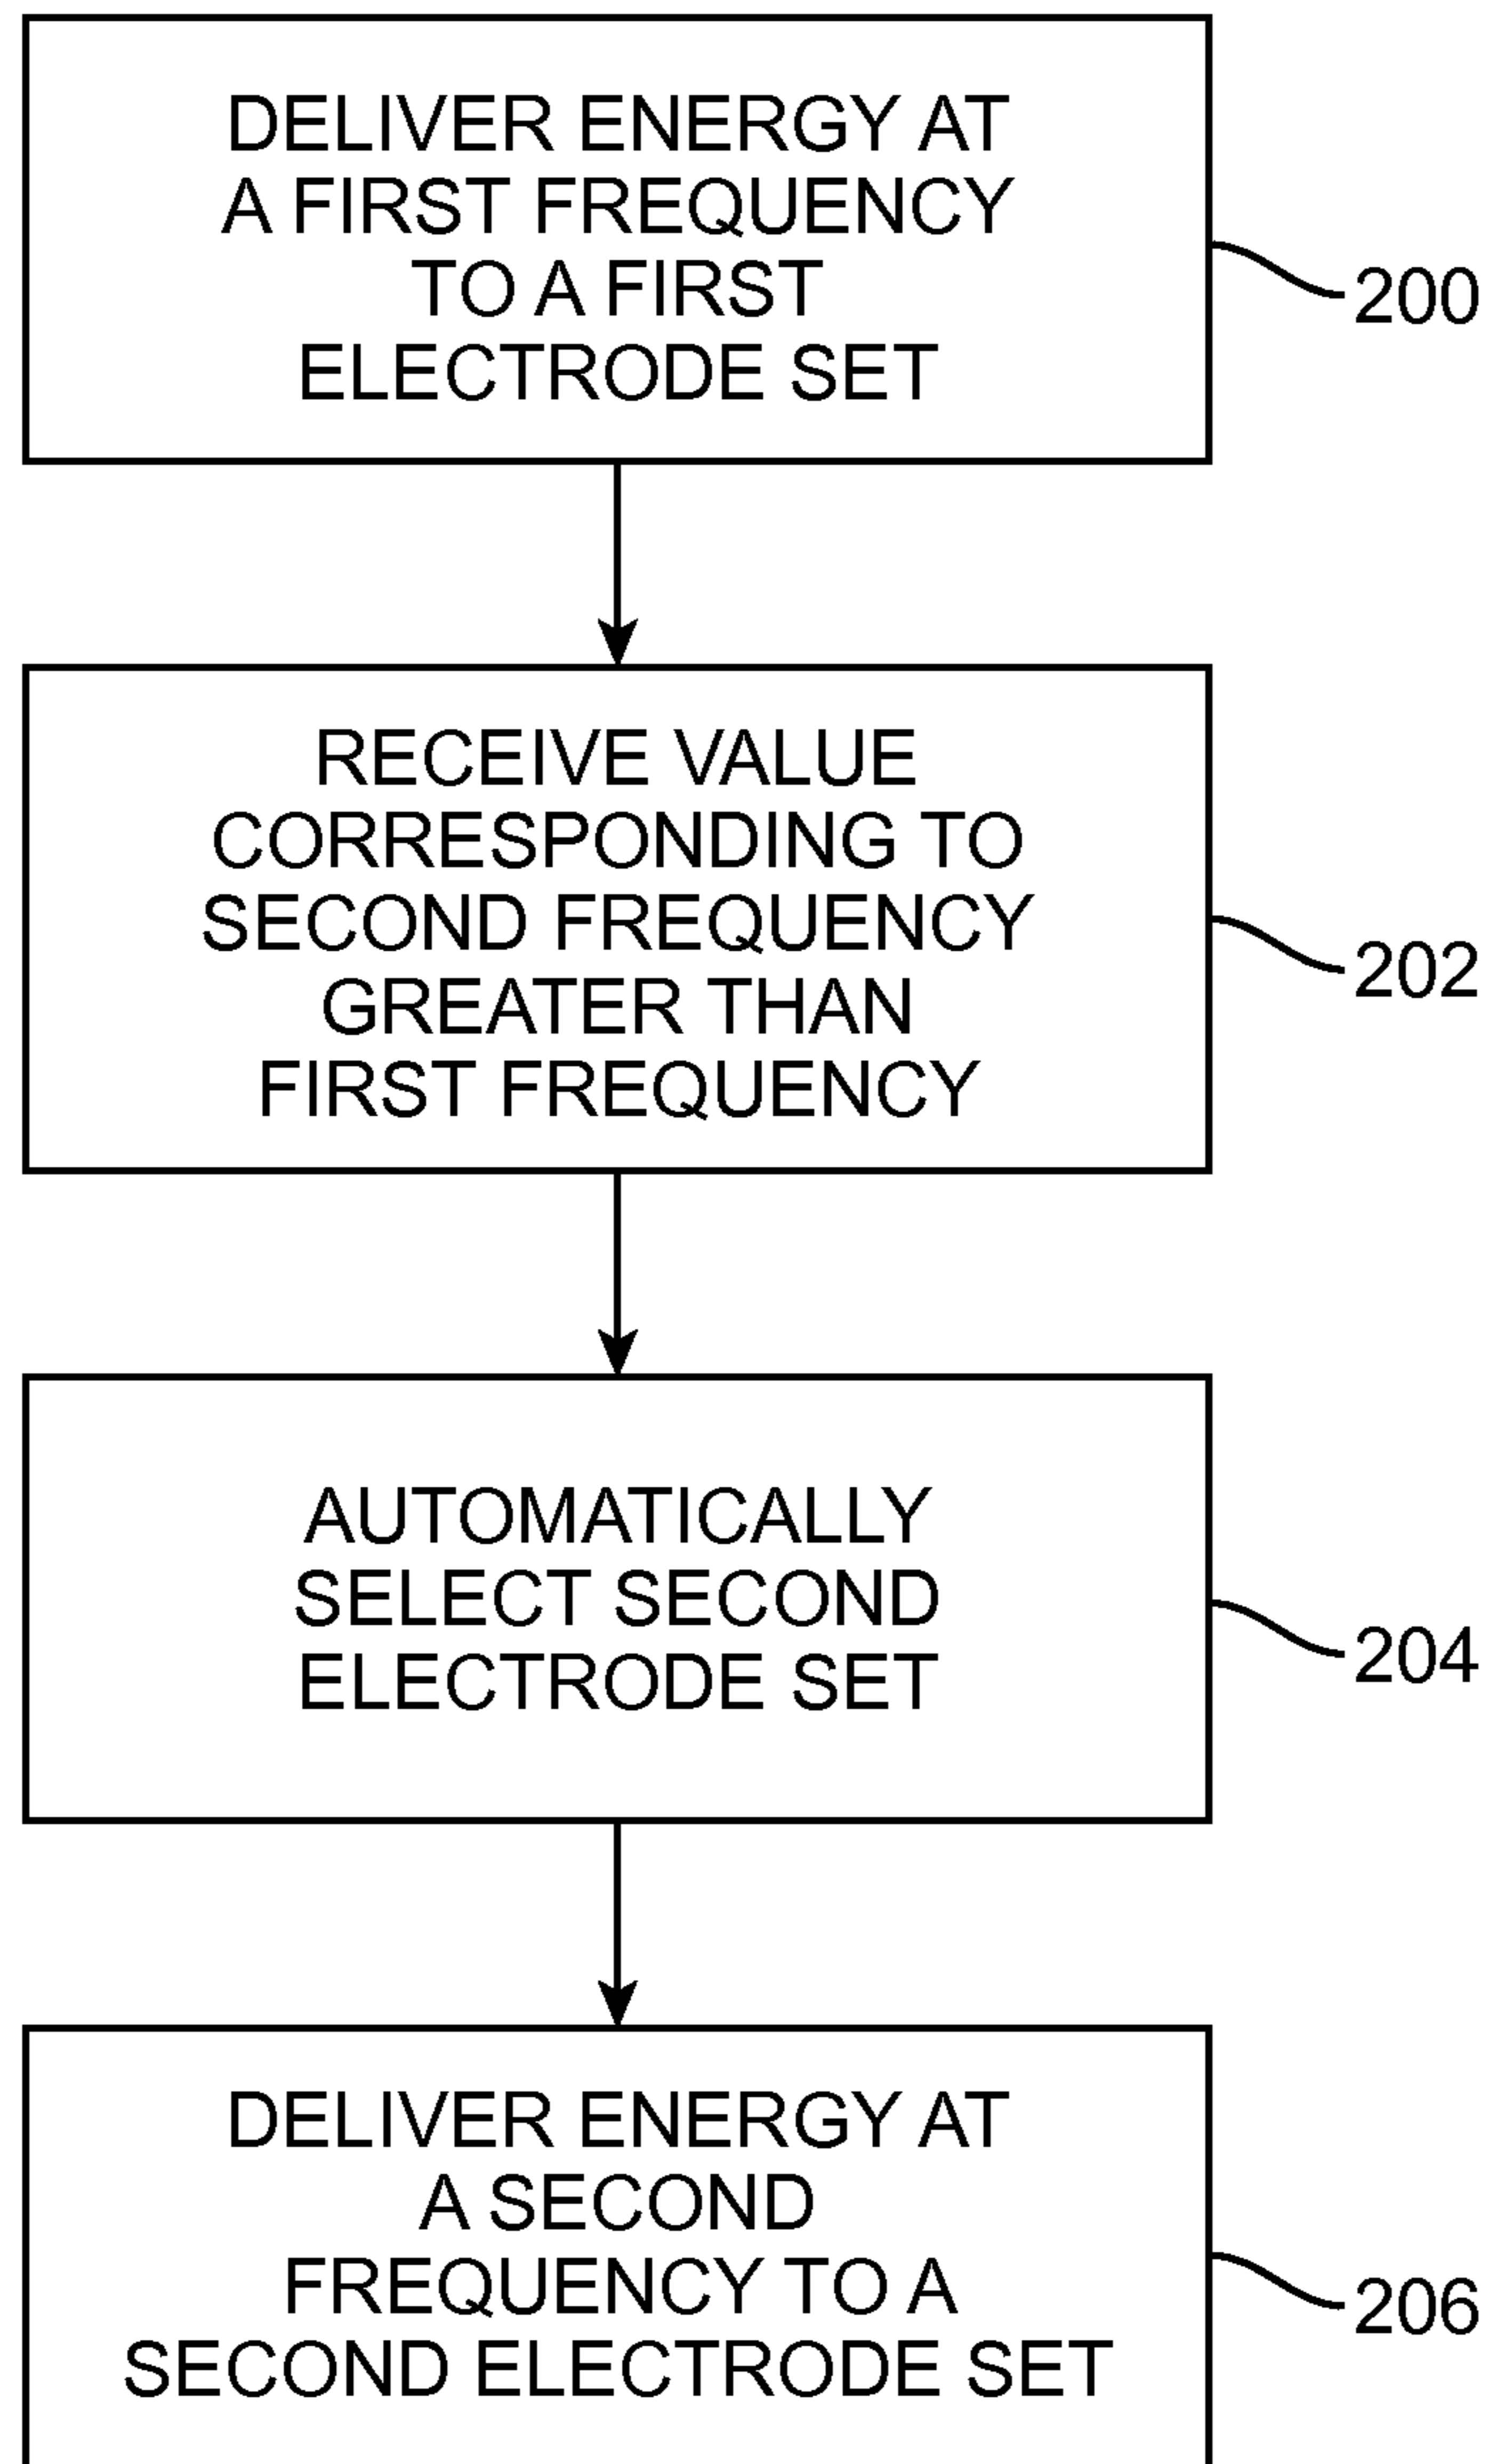 DELIVER ENERGY AT
A FIRST FREQUENCY
TO A FIRST
ELECTRODE SET
200
RECEIVE VALUE
CORRESPONDING TO
SECOND FREQUENCY
GREATER THAN
FIRST FREQUENCY
202
AUTOMATICALLY
SELECT SECOND
ELECTRODE SET
204
DELIVER ENERGY AT
A SECOND
FREQUENCY TO A
SECOND ELECTRODE SET
206